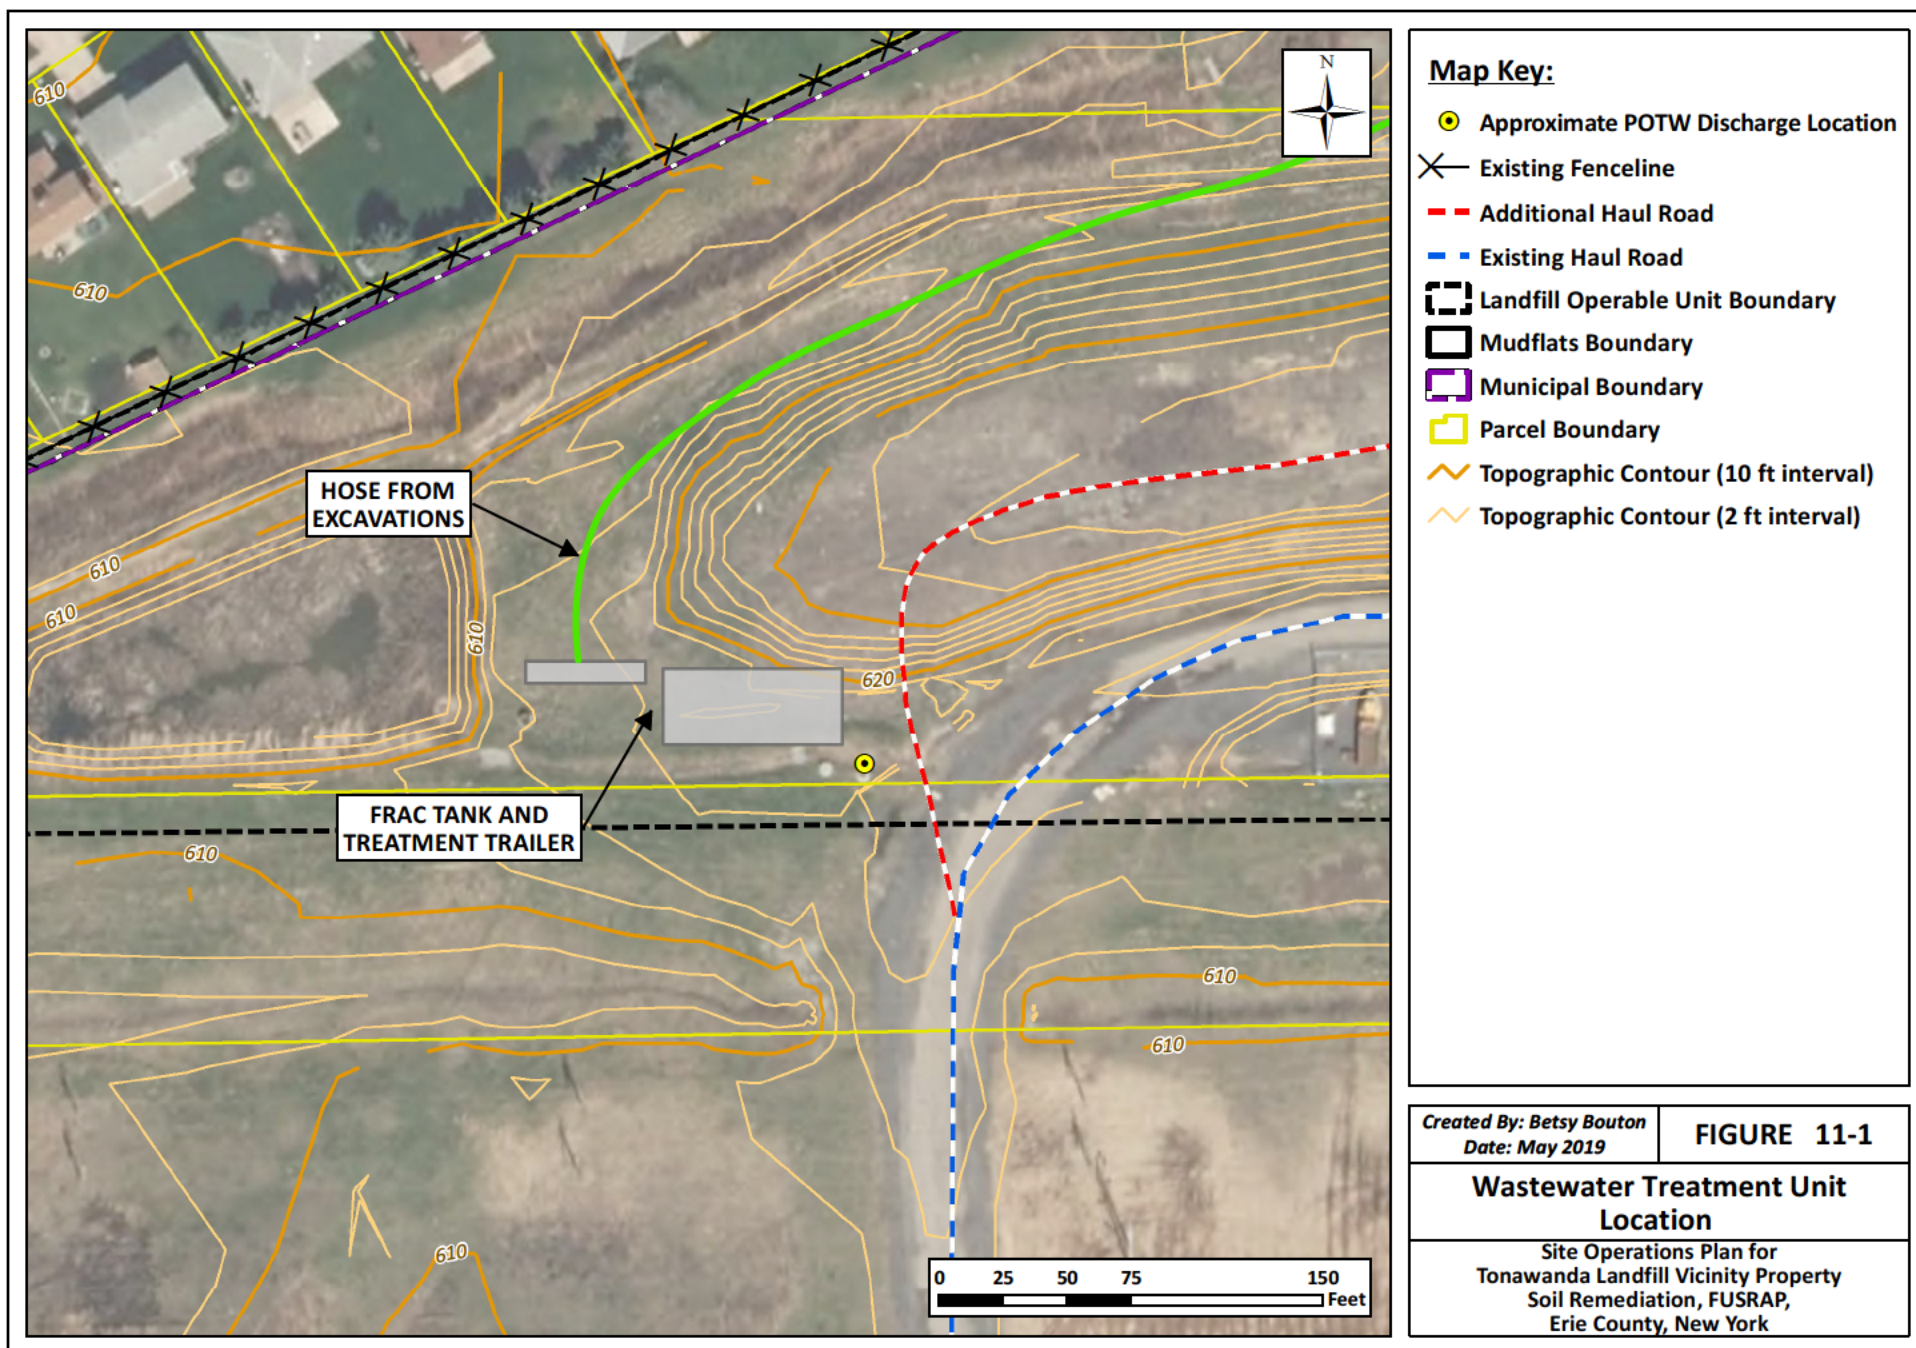 610
610
N
HOSE FROM
EXCAVATIONS
610
610
610
620
FRAC TANK AND
TREATMENT TRAILER
610
610
610
610
0 25 50 75 150
Feet
Map Key:
Approximate POTW Discharge Location
Existing Fenceline
Additional Haul Road
Existing Haul Road
Landfill Operable Unit Boundary
Mudflats Boundary
Municipal Boundary
Parcel Boundary
Topographic Contour (10 ft interval)
Topographic Contour (2 ft interval)
Created By: Betsy Bouton
Date: May 2019
FIGURE 11-1
Wastewater Treatment Unit
Location
Site Operations Plan for
Tonawanda Landfill Vicinity Property
Soil Remediation, FUSRAP,
Erie County, New York